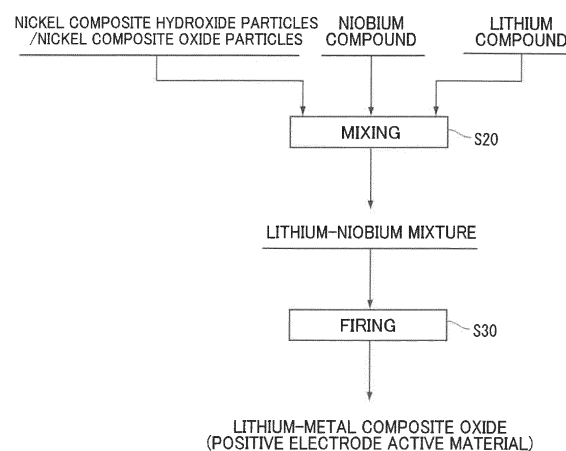 NICKEL COMPOSITE HYDROXIDE PARTICLES
/NICKEL COMPOSITE OXIDE PARTICLES
NIOBIUM
COMPOUND
LITHIUM
COMPOUND
MIXING
S20
LITHIUM-NIOBIUM MIXTURE
FIRING
S30
LITHIUM-METAL COMPOSITE OXIDE
(POSITIVE ELECTRODE ACTIVE MATERIAL)